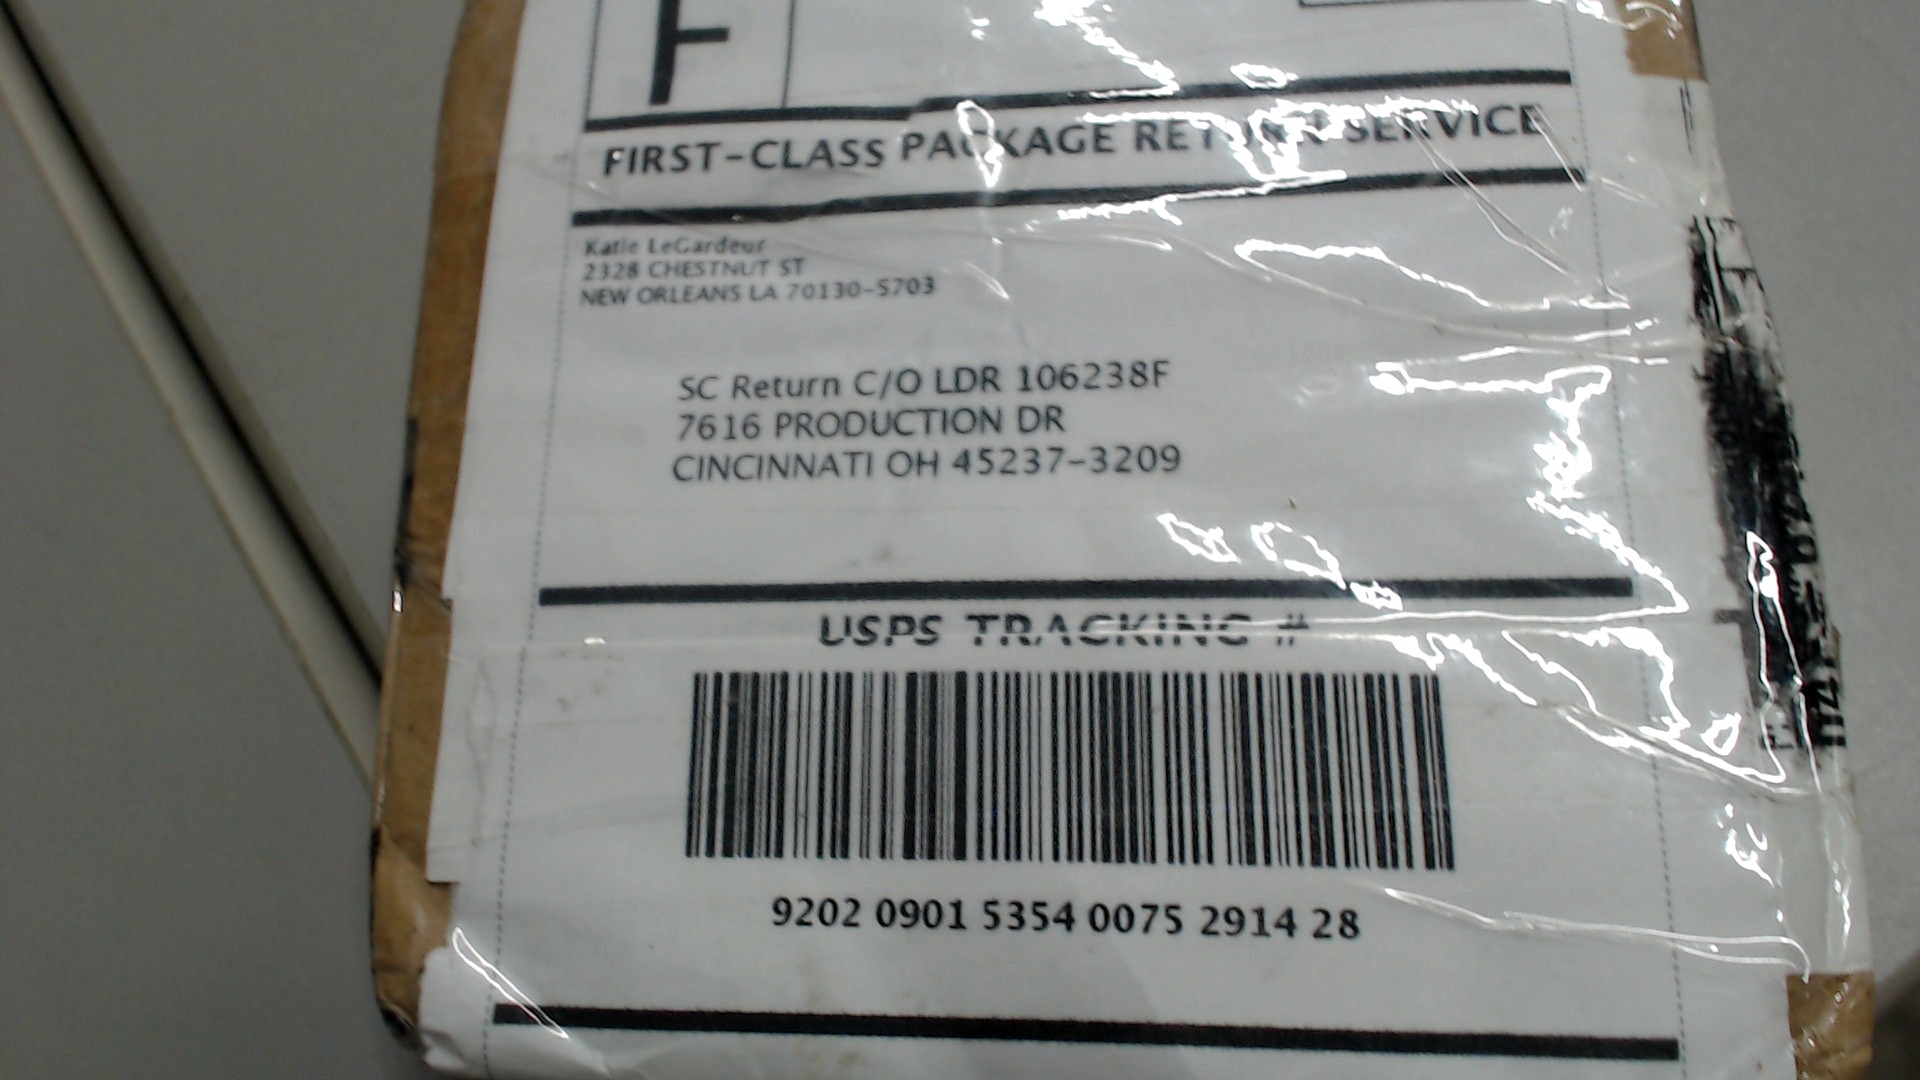 F
FIRST-CLASS PACKAGE RETURN SERVICE
Katie LeGardeur
2328 CHESTNUT ST
NEW ORLEANS LA 70130-5703
SC Return C/O LDR 106238F
7616 PRODUCTION DR
CINCINNATI OH 45237-3209
USPS TRACKING #
9202 0901 5354 0075 2914 28